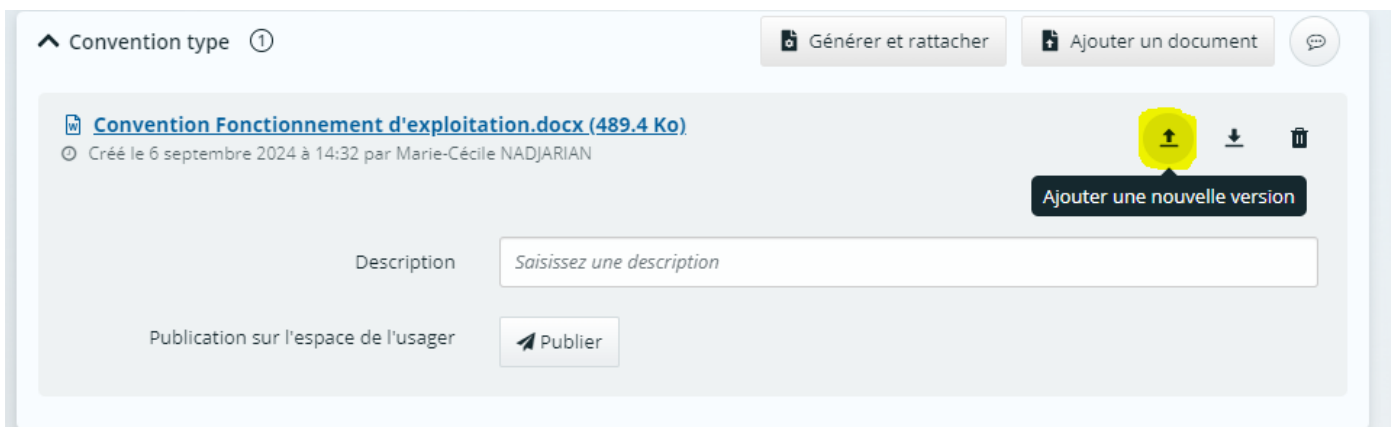 Convention type 1
Générer et rattacher
Ajouter un document
Convention Fonctionnement d'exploitation.docx (489.4 Ko)
Créé le 6 septembre 2024 à 14:32 par Marie-Cécile NADJARIAN
Ajouter une nouvelle version
Description
Saisissez une description
Publication sur l'espace de l'usager
Publier